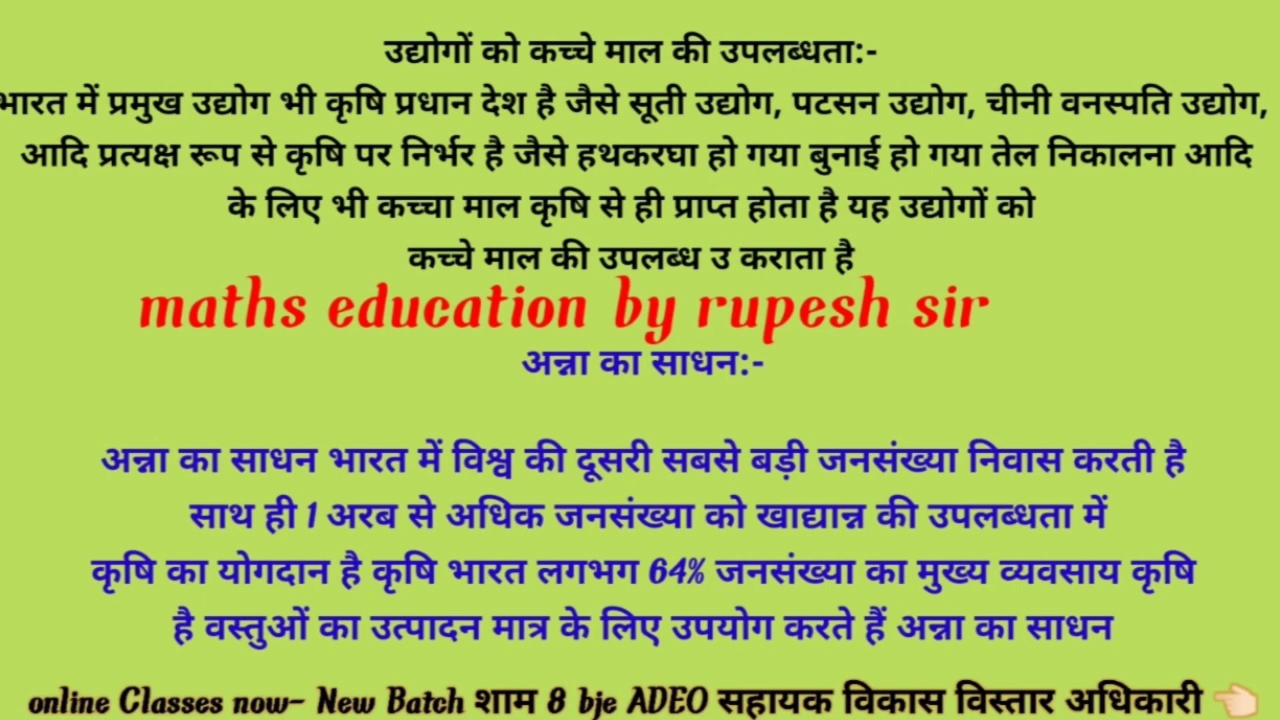 उद्योगों को कच्चे माल की उपलब्धता:-
भारत में प्रमुख उद्योग भी कृषि प्रधान देश है जैसे सूती उद्योग, पटसन उद्योग, चीनी वनस्पति उद्योग,
आदि प्रत्यक्ष रूप से कृषि पर निर्भर है जैसे हथकरघा हो गया बुनाई हो गया तेल निकालना आदि
के लिए भी कच्चा माल कृषि से ही प्राप्त होता है यह उद्योगों को
कच्चे माल की उपलब्ध उ कराता है
maths education by rupesh sir
अन्ना का साधन:-
अन्ना का साधन भारत में विश्व की दूसरी सबसे बड़ी जनसंख्या निवास करती है
साथ ही 1 अरब से अधिक जनसंख्या को खाद्यान्न की उपलब्धता में
कृषि का योगदान है कृषि भारत लगभग 64% जनसंख्या का मुख्य व्यवसाय कृषि
है वस्तुओं का उत्पादन मात्र के लिए उपयोग करते हैं अन्ना का साधन
online Classes now- New Batch शाम 8 bje ADEO सहायक विकास विस्तार अधिकारी